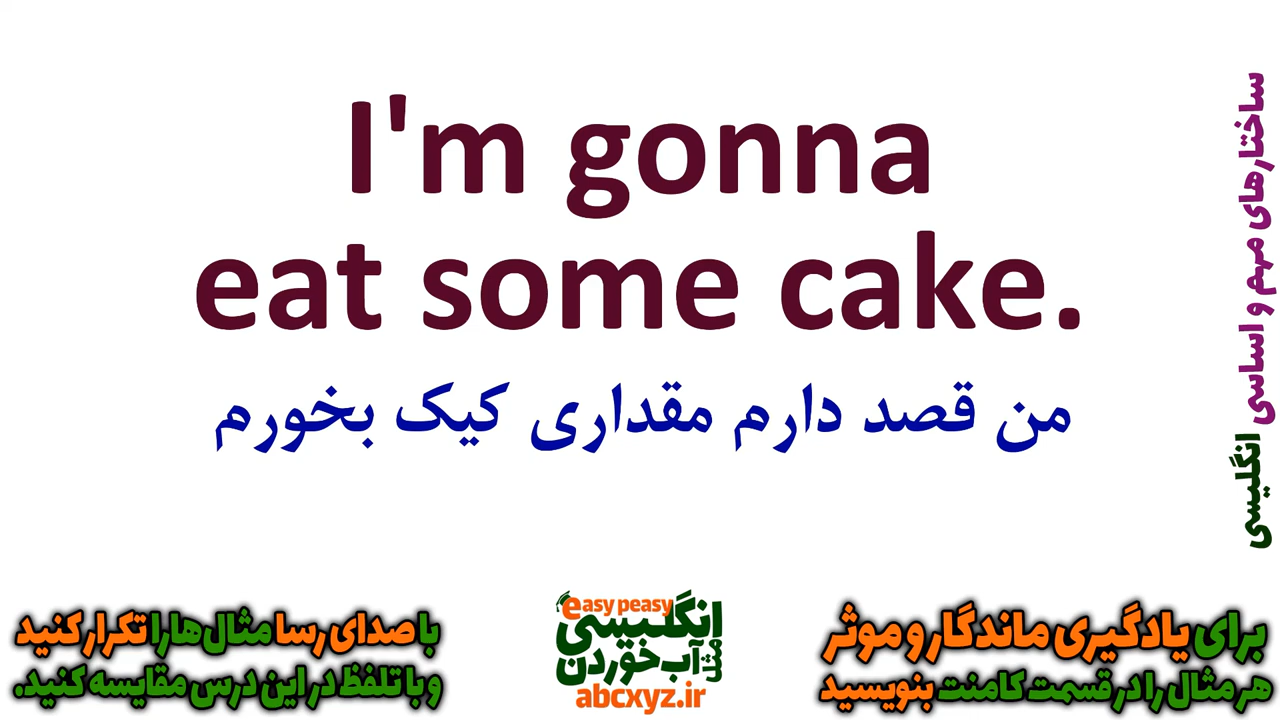 I'm gonna
eat some cake.
من قصد دارم مقداری کیک بخورم
ساختارهای مهم و اساسی انگلیسی
برای یادگیری ماندگار و موثر
هر مثال را در قسمت کامنت بنویسید
easy peasy
انگلیسی
مثل آب خوردن
abcxyz.ir
با صدای رسا مثال‌ها را تکرار کنید
و با تلفظ در این درس مقایسه کنید.